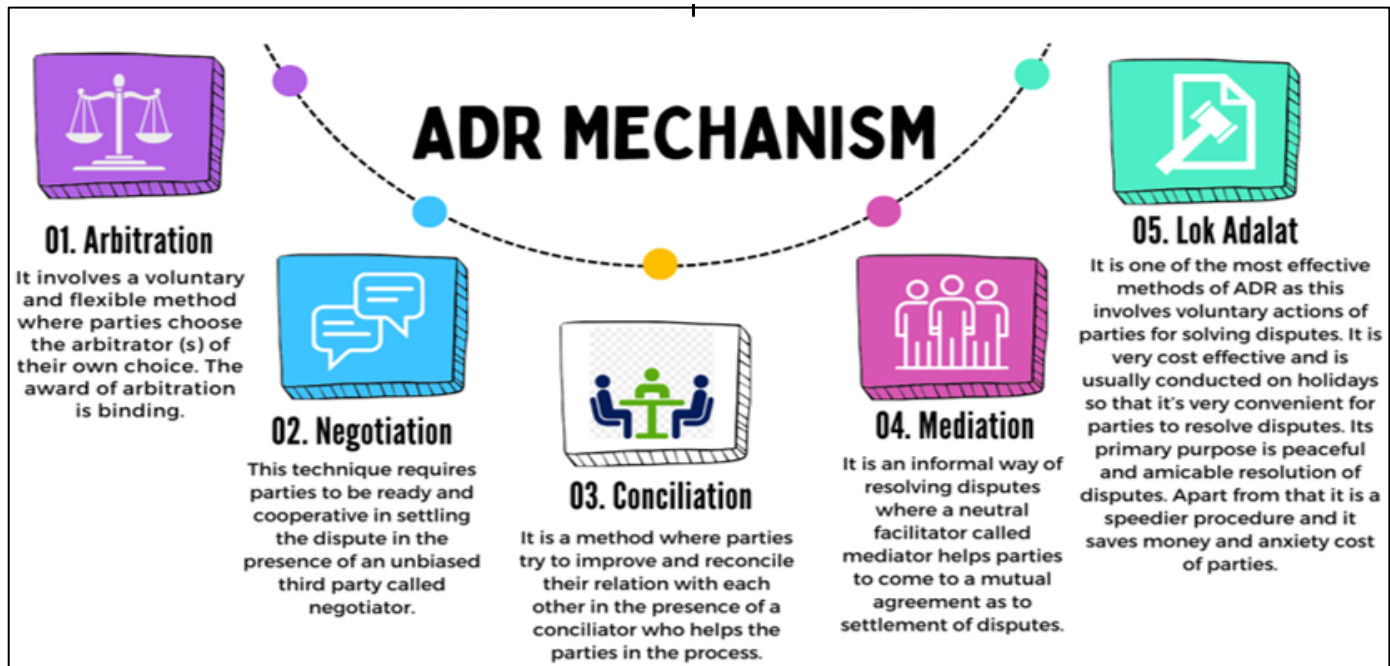 ADR MECHANISM
01. Arbitration
It involves a voluntary
and flexible method
where parties choose
the arbitrator (s) of
their own choice. The
award of arbitration
is binding.
02. Negotiation
This technique requires
parties to be ready and
cooperative in settling
the dispute in the
presence of an unbiased
third party called
negotiator.
03. Conciliation
It is a method where parties
try to improve and reconcile
their relation with each
other in the presence of a
conciliator who helps the
parties in the process.
04. Mediation
It is an informal way of
resolving disputes
where a neutral
facilitator called
mediator helps parties
to come to a mutual
agreement as to
settlement of disputes.
05. Lok Adalat
It is one of the most effective
methods of ADR as this
involves voluntary actions of
parties for solving disputes. It is
very cost effective and is
usually conducted on holidays
so that it's very convenient for
parties to resolve disputes. Its
primary purpose is peaceful
and amicable resolution of
disputes. Apart from that it is a
speedier procedure and it
saves money and anxiety cost
of parties.